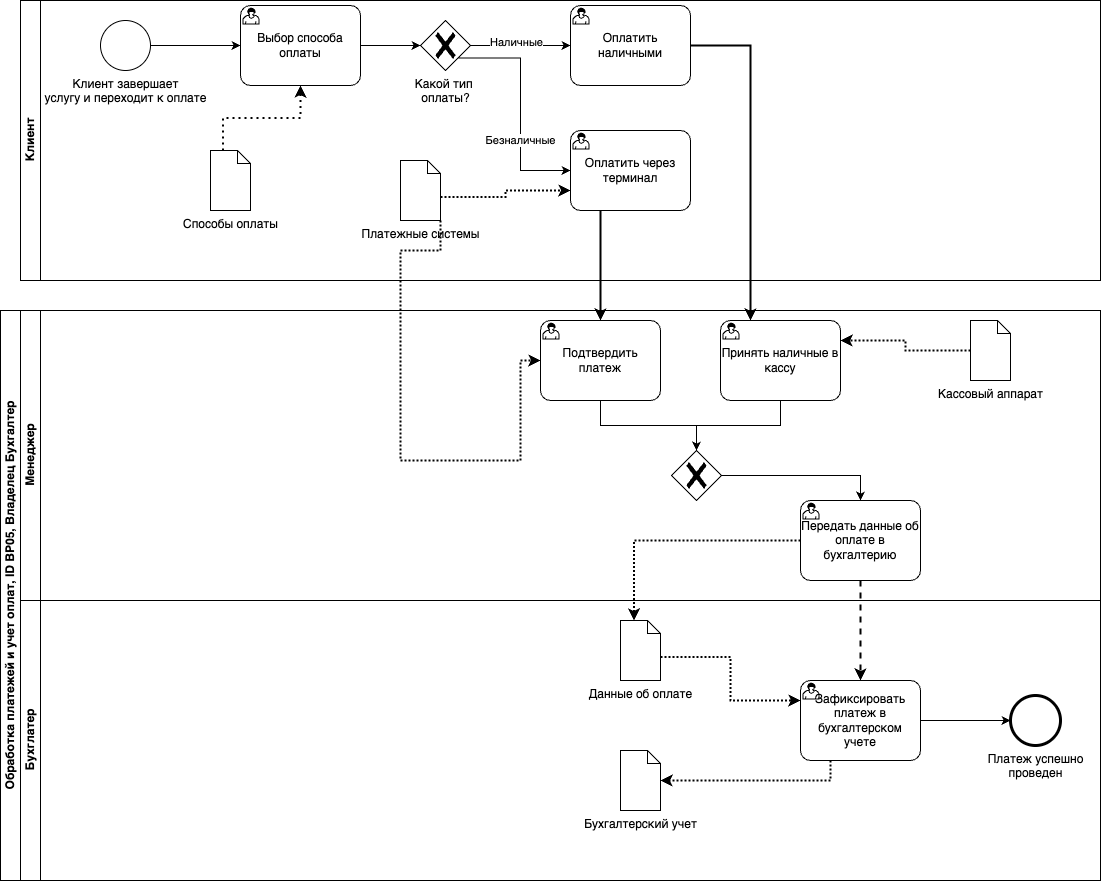 Клиент
Клиент завершает
услугу и переходит к оплате
Выбор способа
оплаты
Какой тип
оплаты?
Наличные
Безналичные
Оплатить
наличными
Оплатить через
терминал
Способы оплаты
Платежные системы
Обработка платежей и учет оплат, ID BP05, Владелец Бухгалтер
Менеджер
Подтвердить
платеж
Принять наличные в
кассу
Кассовый аппарат
Передать данные об
оплате в
бухгалтерию
Бухглатер
Данные об оплате
Зафиксировать
платеж в
бухгалтерском
учете
Платеж успешно
проведен
Бухгалтерский учет